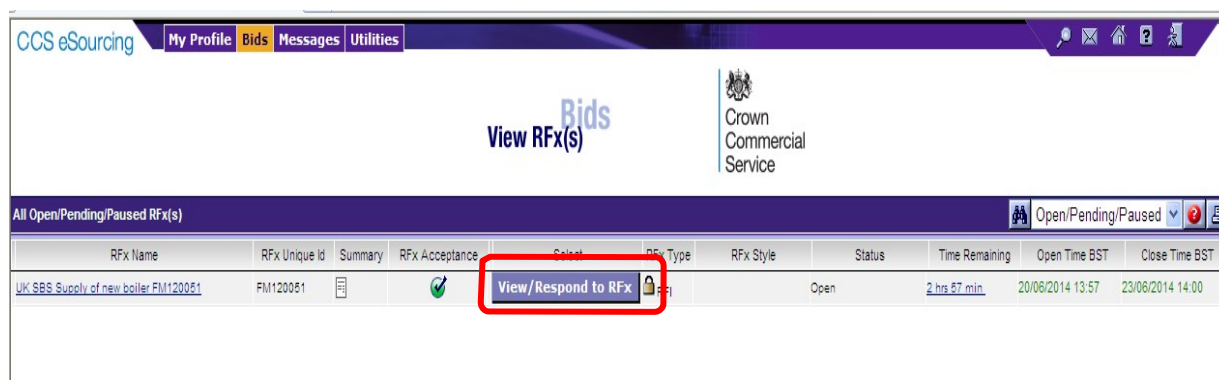 CCS eSourcing My Profile Bids Messages Utilities
Bids
View RFx(s)
Crown
Commercial
Service
All Open/Pending/Paused RFx(s) Open/Pending/Paused
RFx Name RFx Unique Id Summary RFx Acceptance Select RFx Type RFx Style Status Time Remaining Open Time BST Close Time BST
UK SBS Supply of new boiler FM120051 FM120051 View/Respond to RFx RFI Open 2 hrs 57 min 20/06/2014 13:57 23/06/2014 14:00